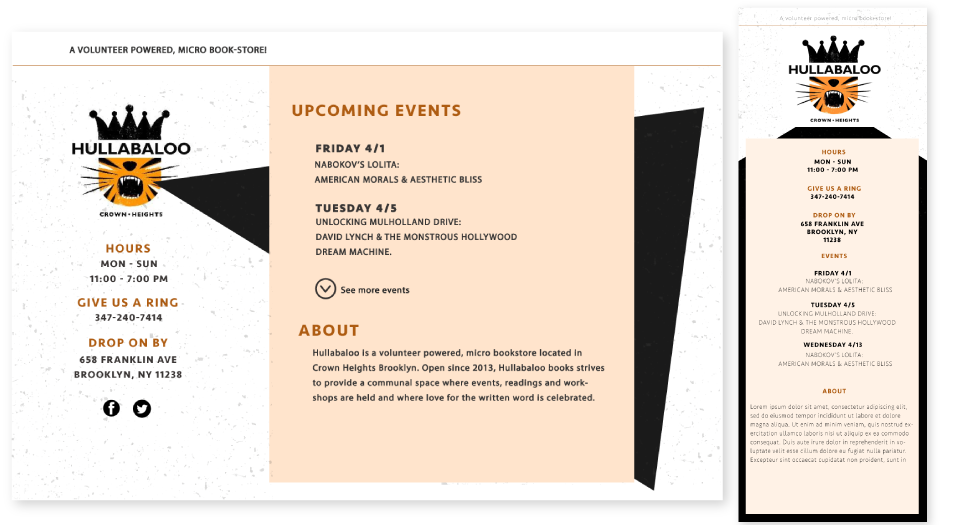 A VOLUNTEER POWERED, MICRO BOOK-STORE!
HULLABALOO
CROWN • HEIGHTS
HOURS
MON - SUN
11:00 - 7:00 PM
GIVE US A RING
347-240-7414
DROP ON BY
658 FRANKLIN AVE
BROOKLYN, NY 11238
UPCOMING EVENTS
FRIDAY 4/1
NABOKOV'S LOLITA:
AMERICAN MORALS & AESTHETIC BLISS
TUESDAY 4/5
UNLOCKING MULHOLLAND DRIVE:
DAVID LYNCH & THE MONSTROUS HOLLYWOOD
DREAM MACHINE.
See more events
ABOUT
Hullabaloo is a volunteer powered, micro bookstore located in
Crown Heights Brooklyn. Open since 2013, Hullabaloo books strives
to provide a communal space where events, readings and work-
shops are held and where love for the written word is celebrated.
A volunteer powered, micro bookstore!
HULLABALOO
CROWN • HEIGHTS
HOURS
MON - SUN
11:00 - 7:00 PM
GIVE US A RING
347-240-7414
DROP ON BY
658 FRANKLIN AVE
BROOKLYN, NY
11238
EVENTS
FRIDAY 4/1
NABOKOV'S LOLITA:
AMERICAN MORALS & AESTHETIC BLISS
TUESDAY 4/5
UNLOCKING MULHOLLAND DRIVE:
DAVID LYNCH & THE MONSTROUS HOLLYWOOD
DREAM MACHINE.
WEDNESDAY 4/13
NABOKOV'S LOLITA:
AMERICAN MORALS & AESTHETIC BLISS
ABOUT
Lorem ipsum dolor sit amet, consectetur adipiscing elit,
sed do eiusmod tempor incididunt ut labore et dolore
magna aliqua. Ut enim ad minim veniam, quis nostrud ex-
ercitation ullamco laboris nisi ut aliquip ex ea commodo
consequat. Duis aute irure dolor in reprehenderit in vo-
luptate velit esse cillum dolore eu fugiat nulla pariatur.
Excepteur sint occaecat cupidatat non proident, sunt in